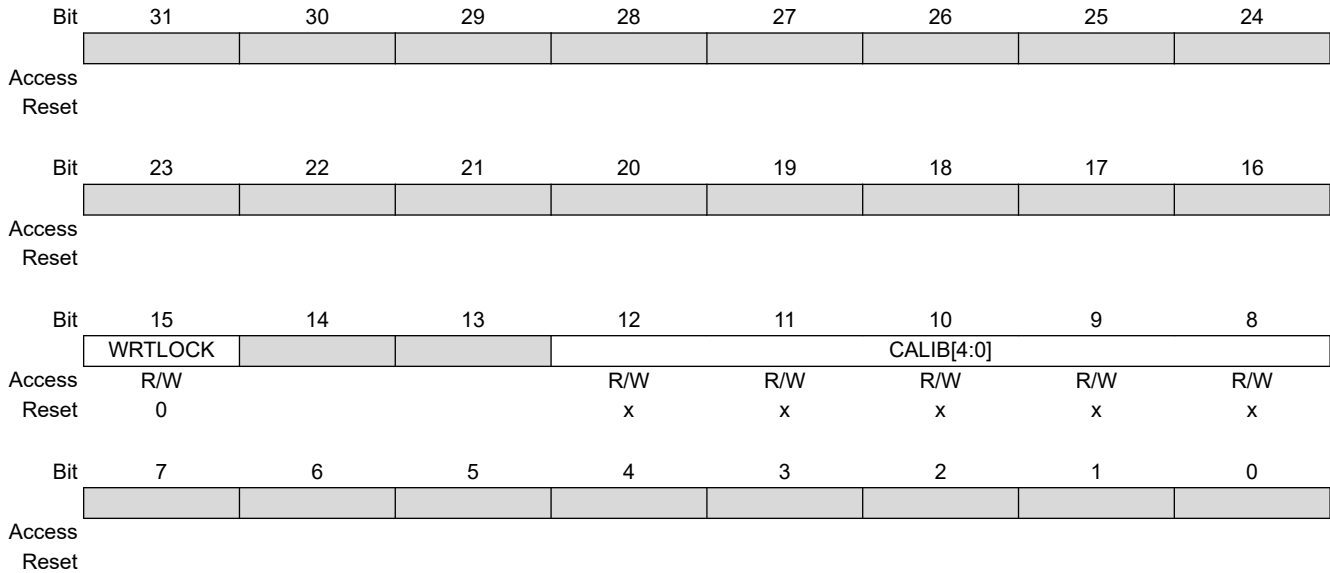 Bit 31 30 29 28 27 26 25 24
Access
Reset
Bit 23 22 21 20 19 18 17 16
Access
Reset
Bit 15 14 13 12 11 10 9 8
WRTLOCK CALIB[4:0]
Access R/W R/W R/W R/W R/W R/W
Reset 0 x x x x x
Bit 7 6 5 4 3 2 1 0
Access
Reset